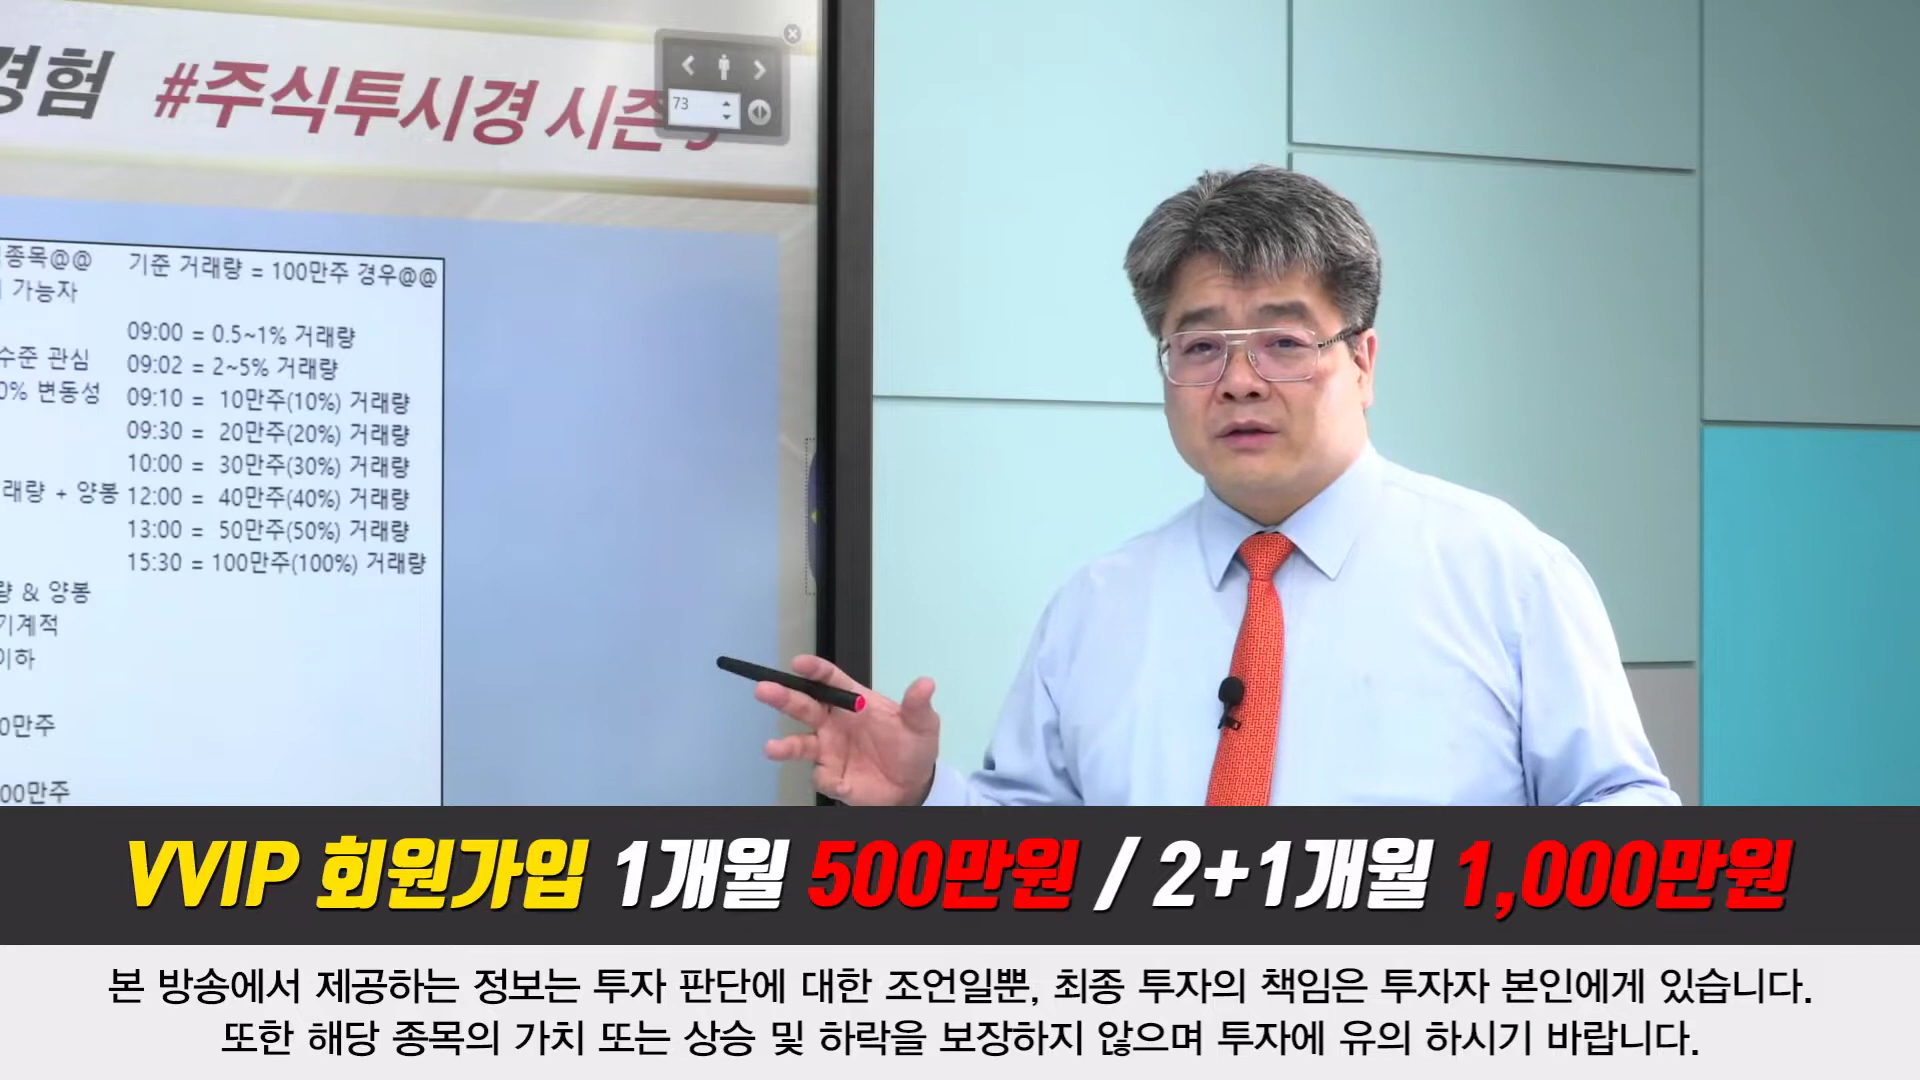 경험 #주식투시경 시즌
73
종목@@
가능자
수준 관심
0% 변동성
래량 + 양봉
량 & 양봉
기계적
이하
0만주
00만주
기준 거래량 = 100만주 경우@@
09:00 = 0.5~1% 거래량
09:02 = 2~5% 거래량
09:10 = 10만주(10%) 거래량
09:30 = 20만주(20%) 거래량
10:00 = 30만주(30%) 거래량
12:00 = 40만주(40%) 거래량
13:00 = 50만주(50%) 거래량
15:30 = 100만주(100%) 거래량
VVIP 회원가입 1개월 500만원 / 2+1개월 1,000만원
본 방송에서 제공하는 정보는 투자 판단에 대한 조언일뿐, 최종 투자의 책임은 투자자 본인에게 있습니다.
또한 해당 종목의 가치 또는 상승 및 하락을 보장하지 않으며 투자에 유의 하시기 바랍니다.